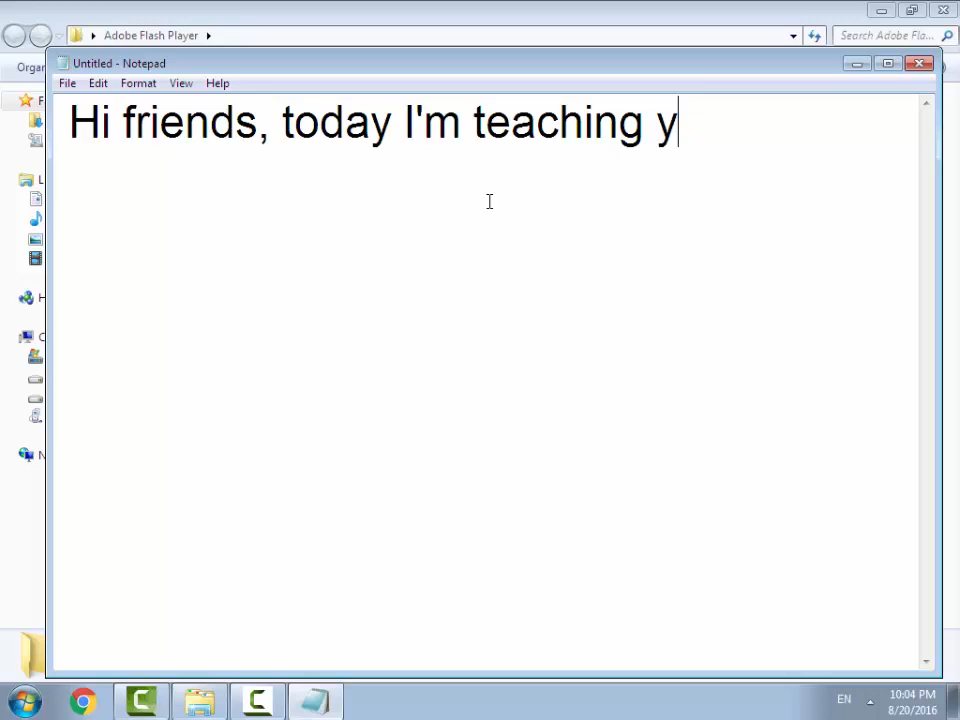 Adobe Flash Player
Search Adobe Fla...
Organ
Untitled - Notepad
File Edit Format View Help
Hi friends, today I'm teaching y
F
L
H
C
N
EN
10:04 PM
8/20/2016